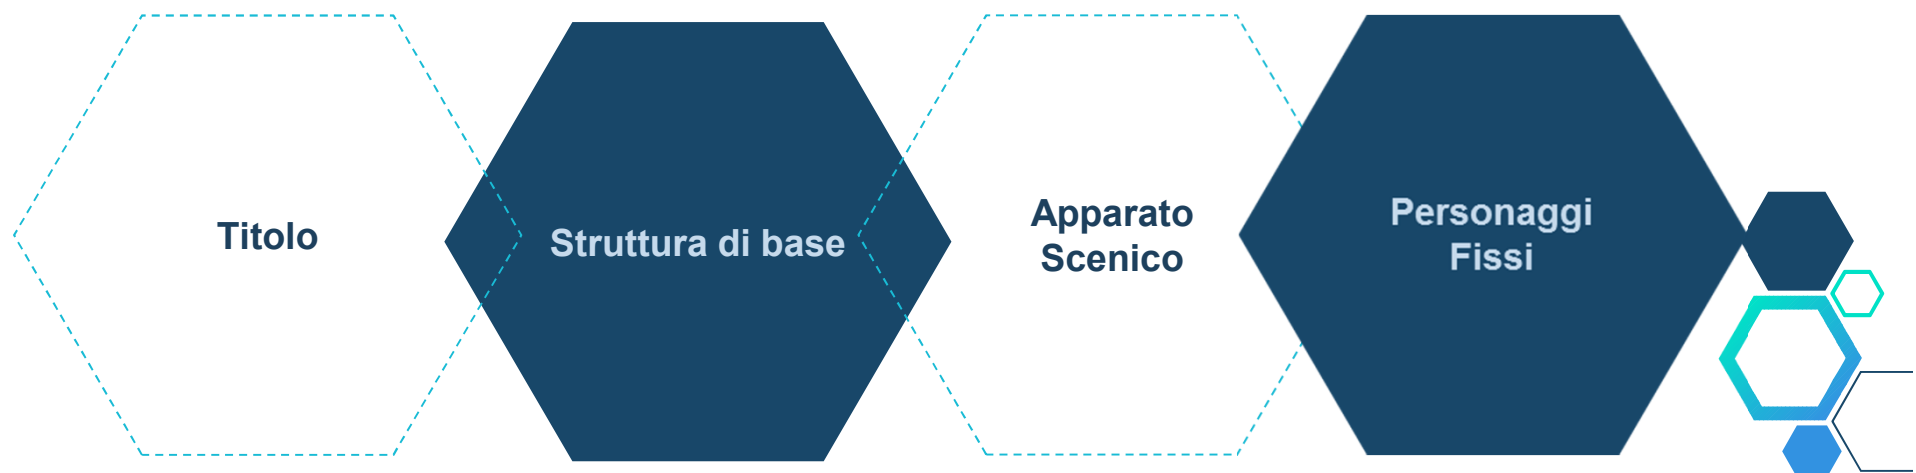 Titolo
Struttura di base
Apparato
Scenico
Personaggi
Fissi